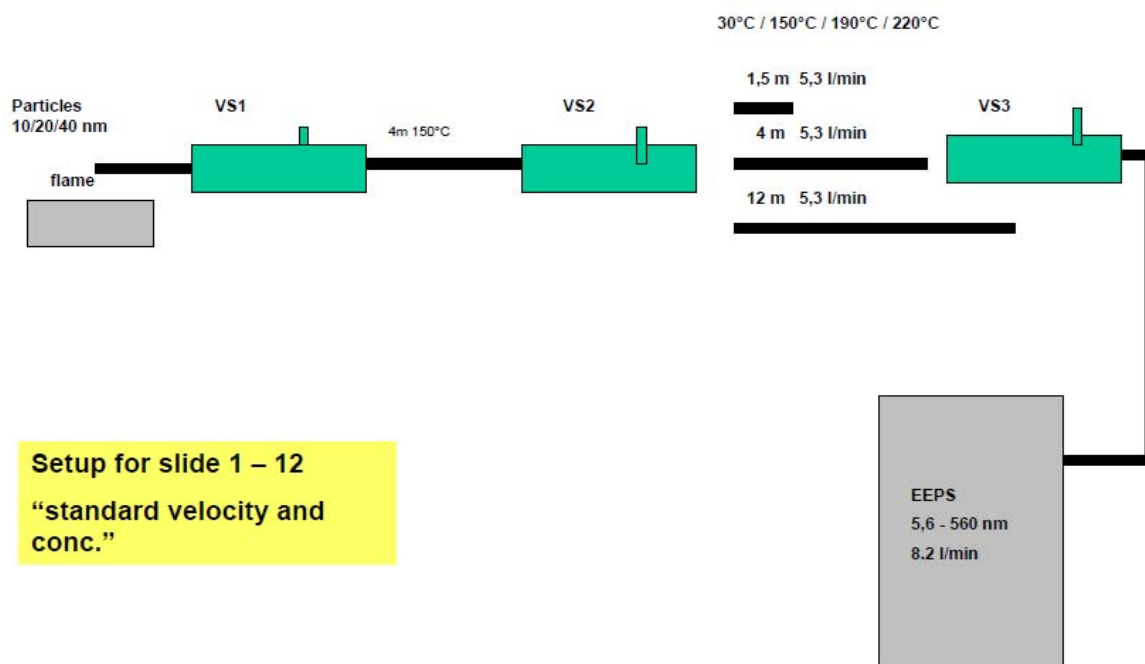 30°C / 150°C / 190°C / 220°C
1,5 m 5,3 l/min
Particles
10/20/40 nm
VS1
VS2
VS3
4m 150°C
4 m 5,3 l/min
flame
12 m 5,3 l/min
Setup for slide 1 – 12
“standard velocity and
conc.”
EEPS
5,6 - 560 nm
8.2 l/min